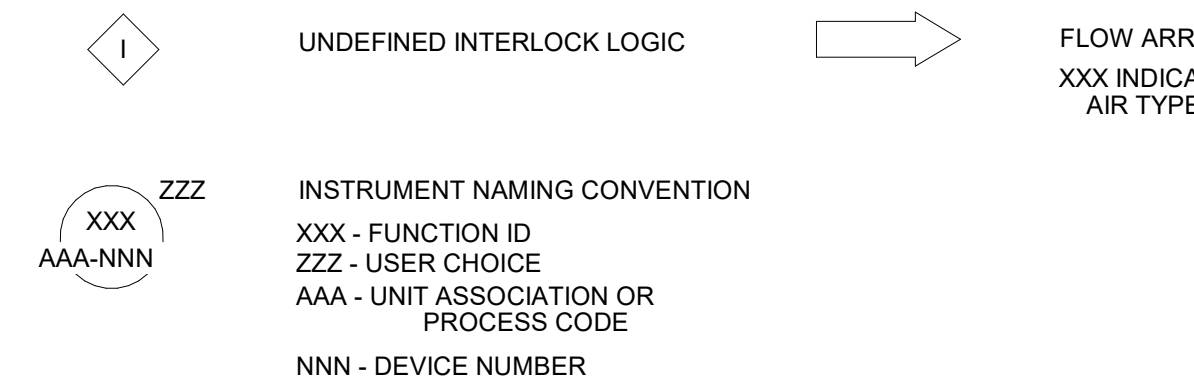 I
UNDEFINED INTERLOCK LOGIC
FLOW ARR
XXX INDICA
AIR TYPE
ZZZ
XXX
AAA-NNN
INSTRUMENT NAMING CONVENTION
XXX - FUNCTION ID
ZZZ - USER CHOICE
AAA - UNIT ASSOCIATION OR
PROCESS CODE
NNN - DEVICE NUMBER